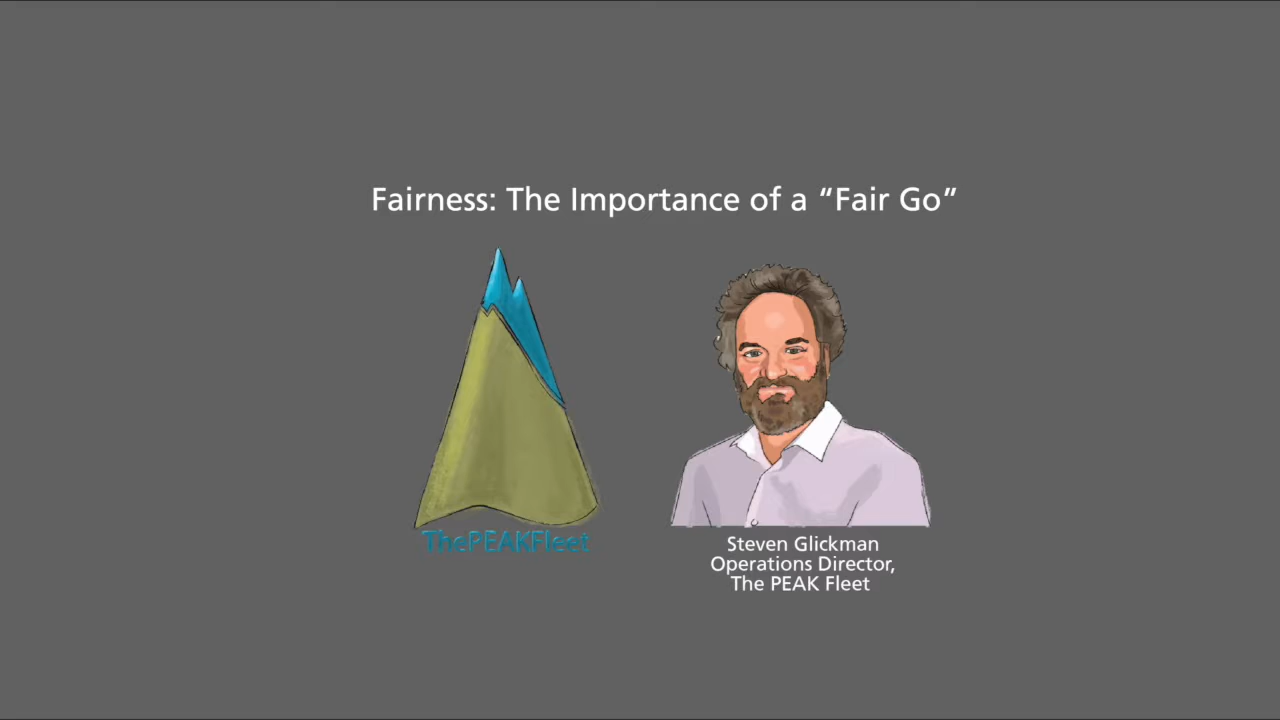 Fairness: The Importance of a “Fair Go”
ThePEAKFleet
Steven Glickman
Operations Director,
The PEAK Fleet